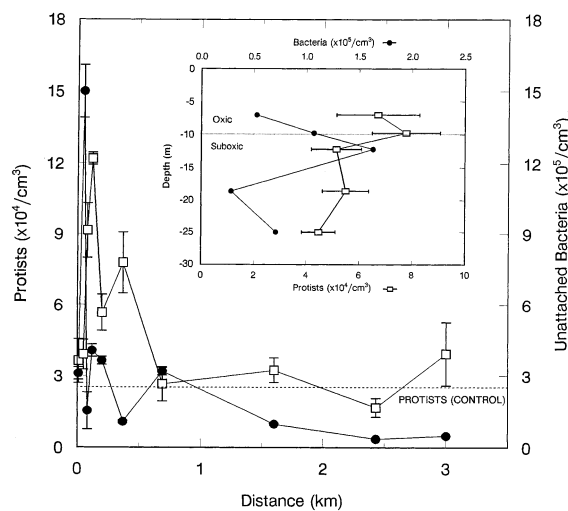 18
15
12
9
6
3
0
Protists (x10⁴/cm³)
0
1
2
3
Distance (km)
18
15
12
9
6
3
0
Unattached Bacteria (x10⁵/cm³)
PROTISTS (CONTROL)
Bacteria (x10⁵/cm³)
0.0 0.5 1.0 1.5 2.0 2.5
0
-5
-10
-15
-20
-25
-30
Depth (m)
Oxic
Suboxic
0 2 4 6 8 10
Protists (x10⁴/cm³)